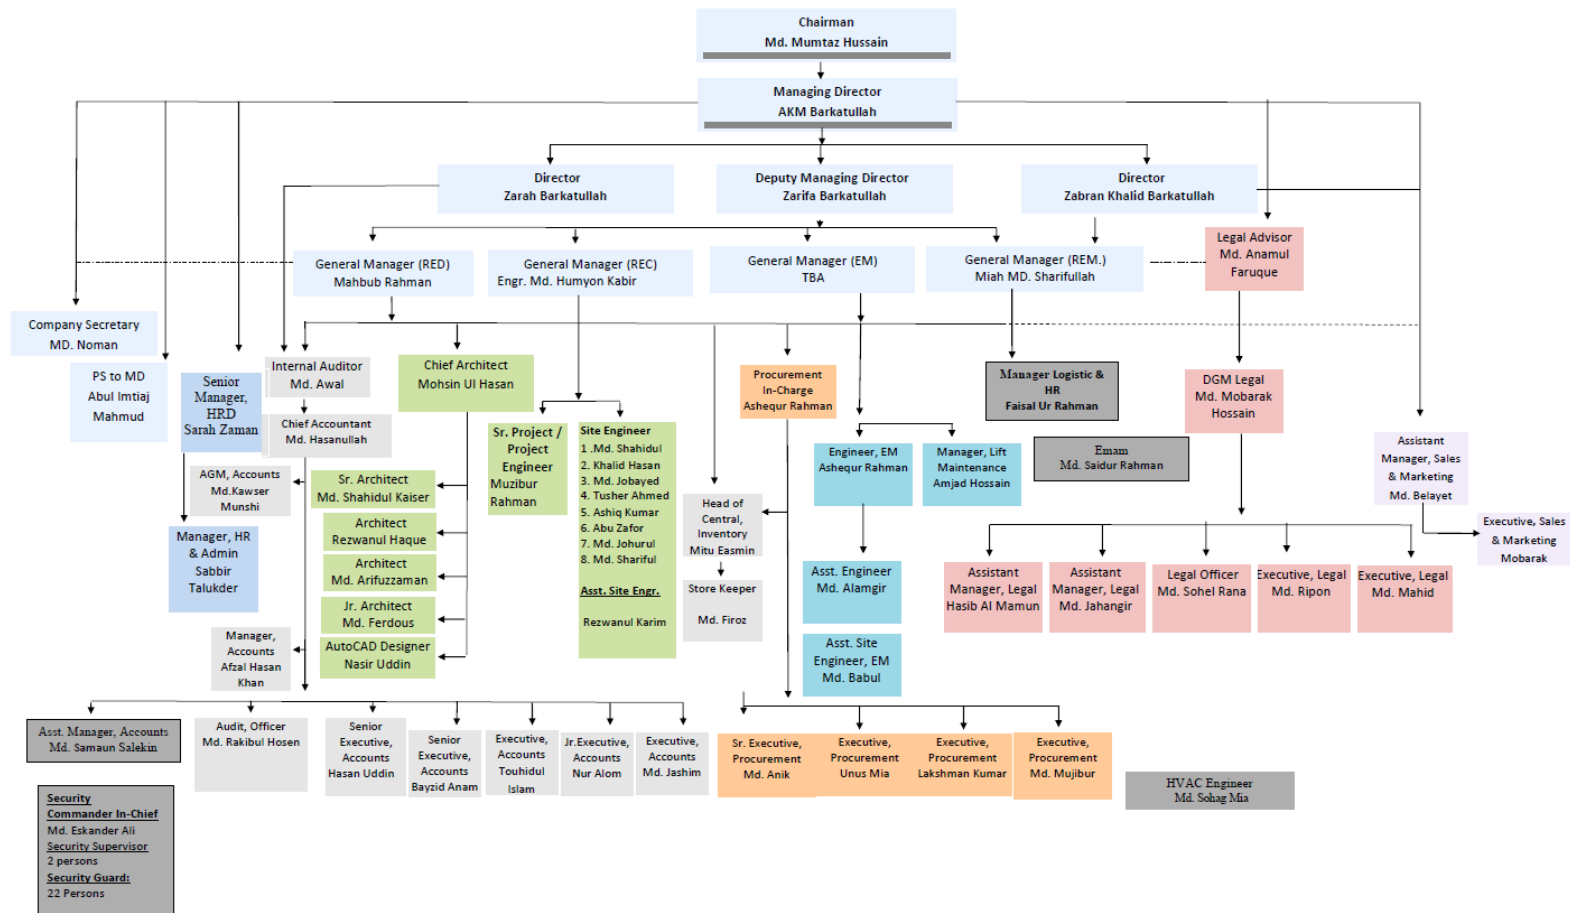 Chairman
Md. Mumtaz Hussain
Managing Director
AKM Barkatullah
Director
Zarah Barkatullah
Deputy Managing Director
Zarifa Barkatullah
Director
Zabran Khalid Barkatullah
General Manager (RED)
Mahbub Rahman
General Manager (REC)
Engr. Md. Humyon Kabir
General Manager (EM)
TBA
General Manager (REM.)
Miah MD. Sharifullah
Legal Advisor
Md. Anamul
Faruque
Company Secretary
MD. Noman
PS to MD
Abul Imtiaj
Mahmud
Senior
Manager,
HRD
Sarah Zaman
Internal Auditor
Md. Awal
Chief Accountant
Md. Hasanullah
Chief Architect
Mohsin Ul Hasan
Procurement
In-Charge
Ashequr Rahman
Manager Logistic &
HR
Faisal Ur Rahman
DGM Legal
Md. Mobarak
Hossain
Emam
Md. Saidur Rahman
Assistant
Manager, Sales
& Marketing
Md. Belayet
Executive, Sales
& Marketing
Mobarak
AGM, Accounts
Md.Kawser
Munshi
Manager, HR
& Admin
Sabbir
Talukder
Manager,
Accounts
Afzal Hasan
Khan
Sr. Architect
Md. Shahidul Kaiser
Architect
Rezwanul Haque
Architect
Md. Arifuzzaman
Jr. Architect
Md. Ferdous
AutoCAD Designer
Nasir Uddin
Sr. Project /
Project
Engineer
Muzibur
Rahman
Site Engineer
1 .Md. Shahidul
2. Khalid Hasan
3. Md. Jobayed
4. Tusher Ahmed
5. Ashiq Kumar
6. Abu Zafor
7. Md. Johurul
8. Md. Shariful
Asst. Site Engr.
Rezwanul Karim
Head of
Central,
Inventory
Mitu Easmin
Store Keeper
Md. Firoz
Engineer, EM
Ashequr Rahman
Manager, Lift
Maintenance
Amjad Hossain
Asst. Engineer
Md. Alamgir
Asst. Site
Engineer, EM
Md. Babul
Assistant
Manager, Legal
Hasib Al Mamun
Assistant
Manager, Legal
Md. Jahangir
Legal Officer
Md. Sohel Rana
Executive, Legal
Md. Ripon
Executive, Legal
Md. Mahid
Asst. Manager, Accounts
Md. Samaun Salekin
Audit, Officer
Md. Rakibul Hosen
Senior
Executive,
Accounts
Hasan Uddin
Senior
Executive,
Accounts
Bayzid Anam
Executive,
Accounts
Touhidul
Islam
Jr.Executive,
Accounts
Nur Alom
Executive,
Accounts
Md. Jashim
Sr. Executive,
Procurement
Md. Anik
Executive,
Procurement
Unus Mia
Executive,
Procurement
Lakshman Kumar
Executive,
Procurement
Md. Mujibur
HVAC Engineer
Md. Sohag Mia
Security
Commander In-Chief
Md. Eskander Ali
Security Supervisor
2 persons
Security Guard:
22 Persons